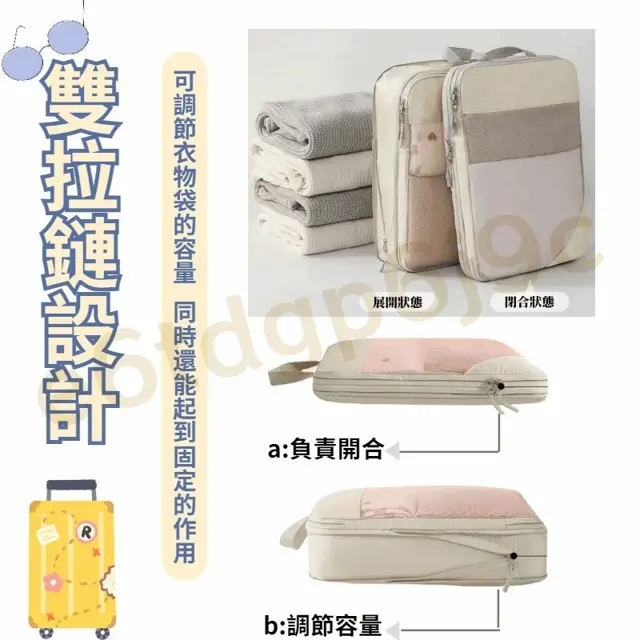 雙拉鏈設計
可調節衣物袋的容量 同時還能起到固定的作用
展開狀態
閉合狀態
a:負責開合
b:調節容量
R